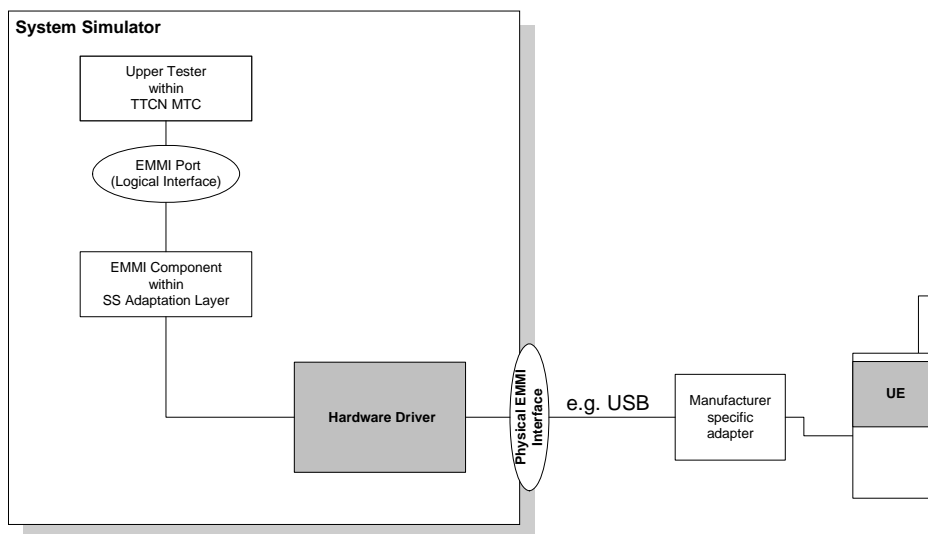 System Simulator
Upper Tester
within
TTCN MTC
EMMI Port
(Logical Interface)
EMMI Component
within
SS Adaptation Layer
Hardware Driver
Physical EMMI
Interface
e.g. USB
Manufacturer
specific
adapter
UE